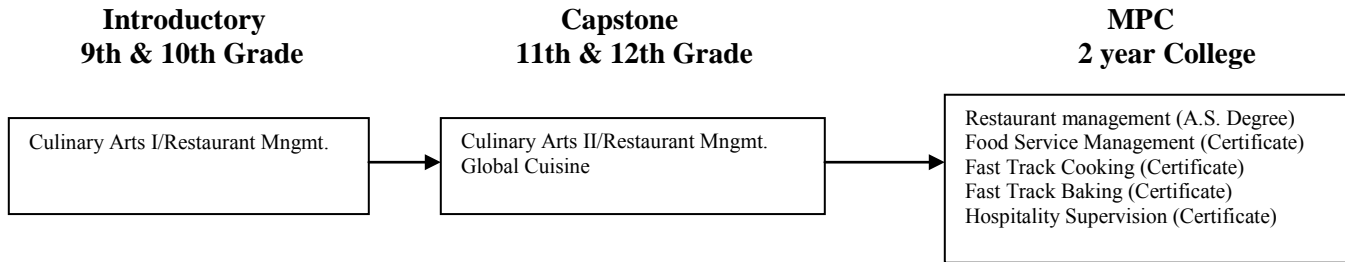 Introductory
9th & 10th Grade
Capstone
11th & 12th Grade
MPC
2 year College
Culinary Arts I/Restaurant Mngmt.
Culinary Arts II/Restaurant Mngmt.
Global Cuisine
Restaurant management (A.S. Degree)
Food Service Management (Certificate)
Fast Track Cooking (Certificate)
Fast Track Baking (Certificate)
Hospitality Supervision (Certificate)